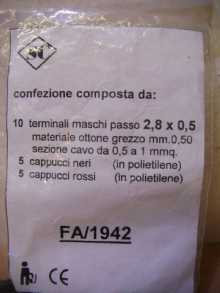 confezione composta da:
10 terminali maschi passo 2,8 x 0,5
materiale ottone grezzo mm.0,50
sezione cavo da 0,5 a 1 mmq.
5 cappucci neri (in polietilene)
5 cappucci rossi (in polietilene)
FA/1942
CE